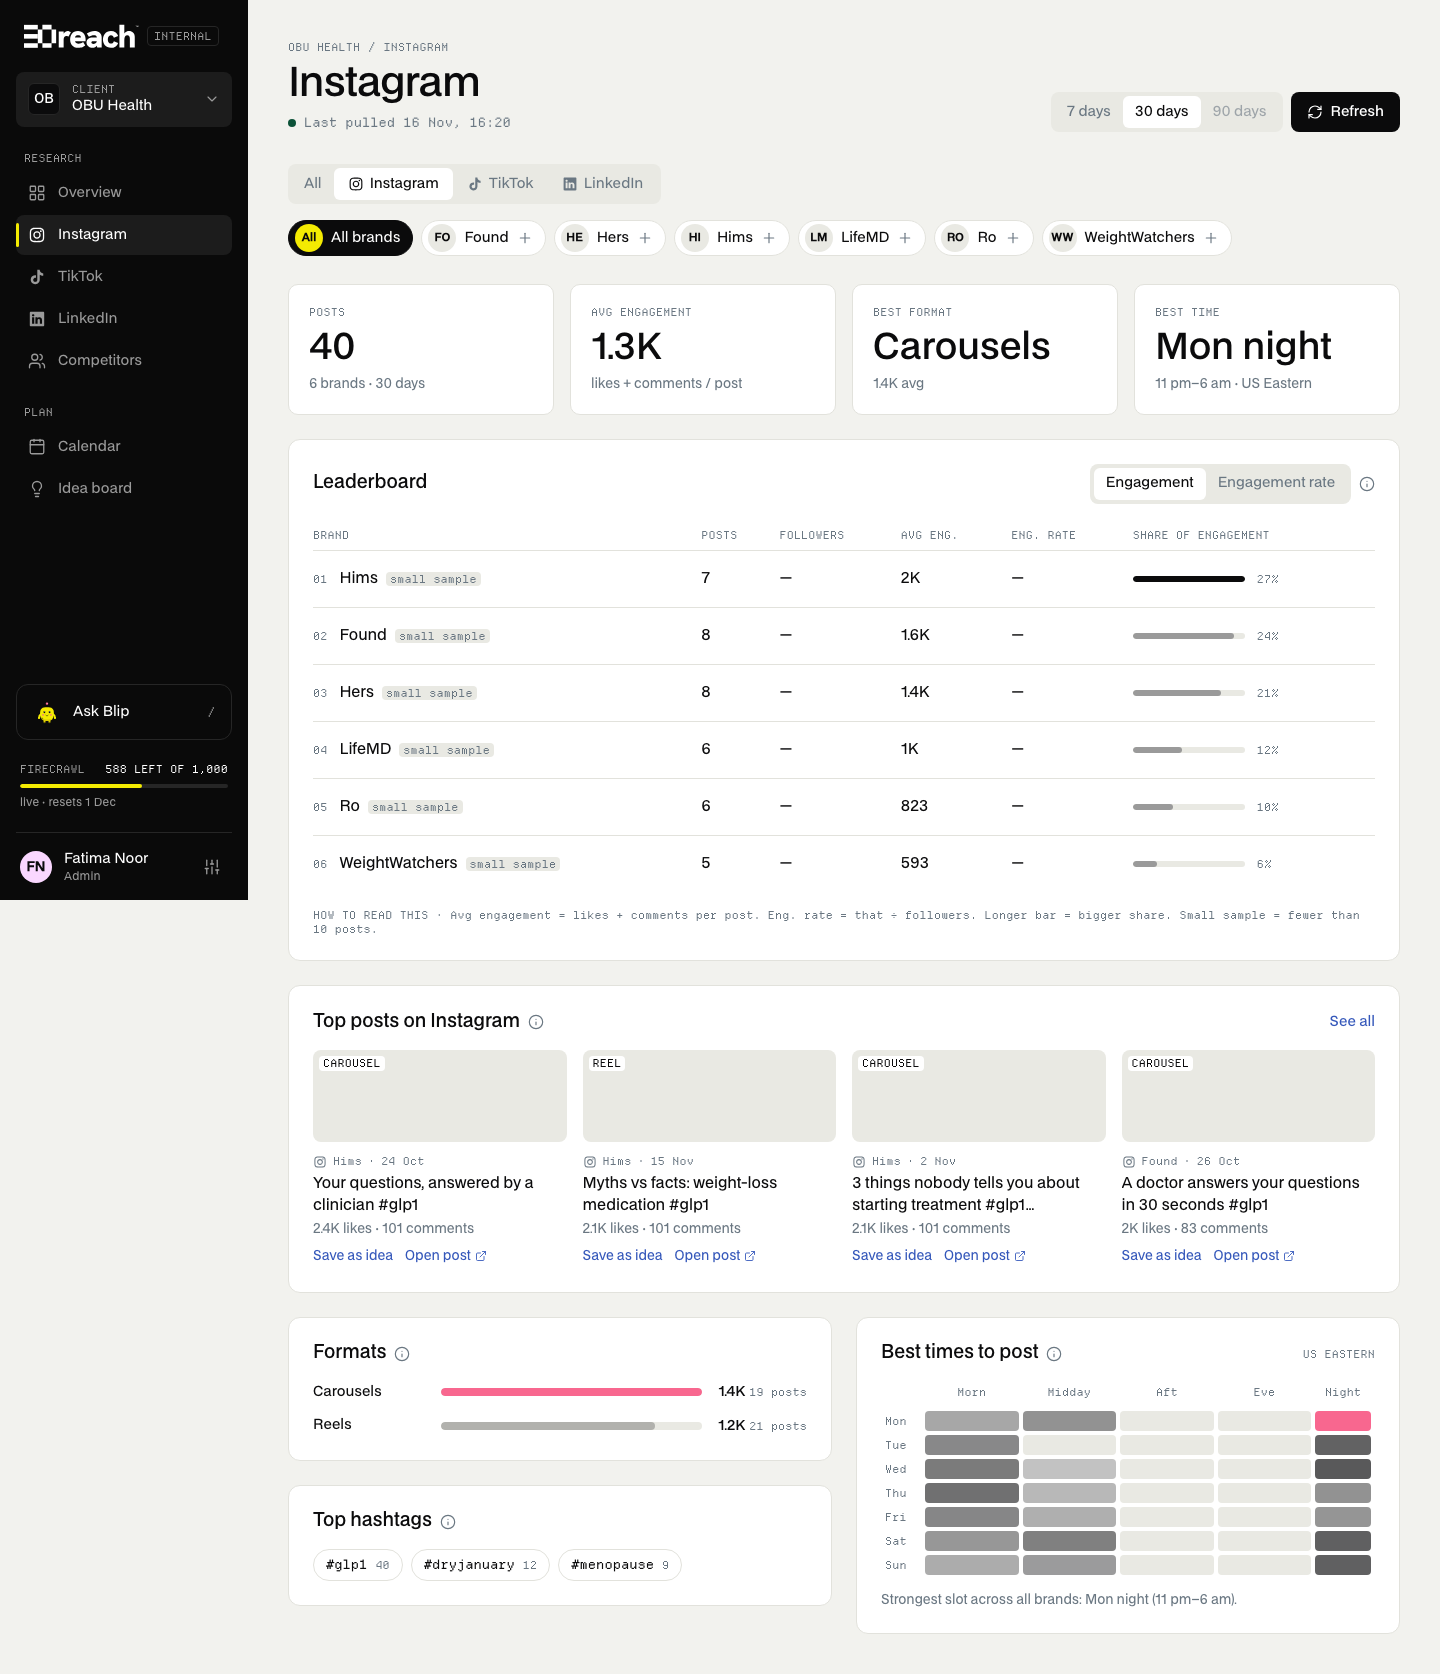 reach INTERNAL
OB CLIENT
OBU Health
RESEARCH
Overview
Instagram
TikTok
LinkedIn
Competitors
PLAN
Calendar
Idea board
Ask Blip /
FIRECRAWL 588 LEFT OF 1,000
live · resets 1 Dec
FN Fatima Noor
Admin
OBU HEALTH / INSTAGRAM
Instagram
Last pulled 16 Nov, 16:20
7 days 30 days 90 days Refresh
All Instagram TikTok LinkedIn
All All brands FO Found + HE Hers + HI Hims + LM LifeMD + RO Ro + WW WeightWatchers +
POSTS
40
6 brands · 30 days
AVG ENGAGEMENT
1.3K
likes + comments / post
BEST FORMAT
Carousels
1.4K avg
BEST TIME
Mon night
11 pm–6 am · US Eastern
Leaderboard Engagement Engagement rate
BRAND POSTS FOLLOWERS AVG ENG. ENG. RATE SHARE OF ENGAGEMENT
01 Hims small sample 7 — 2K — 27%
02 Found small sample 8 — 1.6K — 24%
03 Hers small sample 8 — 1.4K — 21%
04 LifeMD small sample 6 — 1K — 12%
05 Ro small sample 6 — 823 — 10%
06 WeightWatchers small sample 5 — 593 — 6%
HOW TO READ THIS · Avg engagement = likes + comments per post. Eng. rate = that ÷ followers. Longer bar = bigger share. Small sample = fewer than
10 posts.
Top posts on Instagram See all
CAROUSEL
Hims · 24 Oct
Your questions, answered by a
clinician #glp1
2.4K likes · 101 comments
Save as idea Open post
REEL
Hims · 15 Nov
Myths vs facts: weight-loss
medication #glp1
2.1K likes · 101 comments
Save as idea Open post
CAROUSEL
Hims · 2 Nov
3 things nobody tells you about
starting treatment #glp1...
2.1K likes · 101 comments
Save as idea Open post
CAROUSEL
Found · 26 Oct
A doctor answers your questions
in 30 seconds #glp1
2K likes · 83 comments
Save as idea Open post
Formats
Carousels 1.4K 19 posts
Reels 1.2K 21 posts
Top hashtags
#glp1 40 #dryjanuary 12 #menopause 9
Best times to post US EASTERN
Morn Midday Aft Eve Night
Mon
Tue
Wed
Thu
Fri
Sat
Sun
Strongest slot across all brands: Mon night (11 pm–6 am).